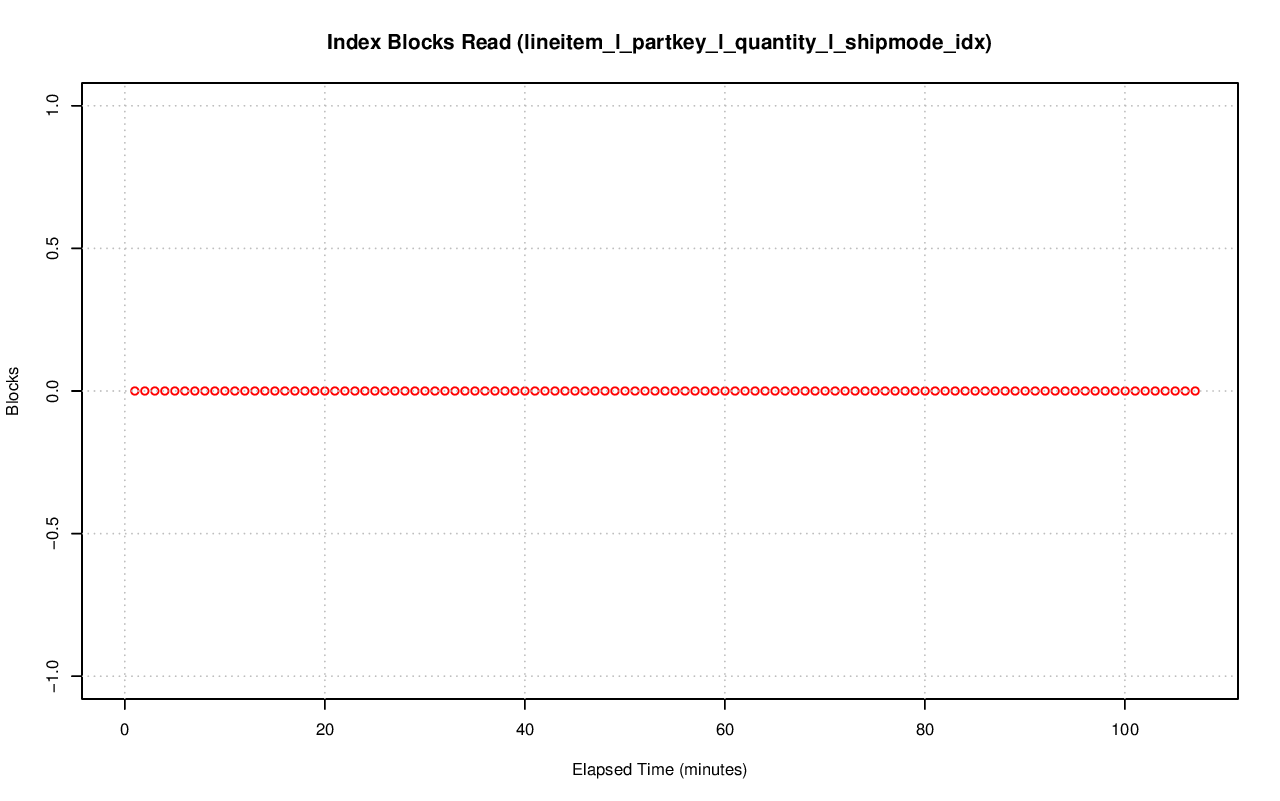 Index Blocks Read (lineitem_l_partkey_l_quantity_l_shipmode_idx)
1.0
0.5
0.0
−0.5
−1.0
Blocks
0 20 40 60 80 100
Elapsed Time (minutes)